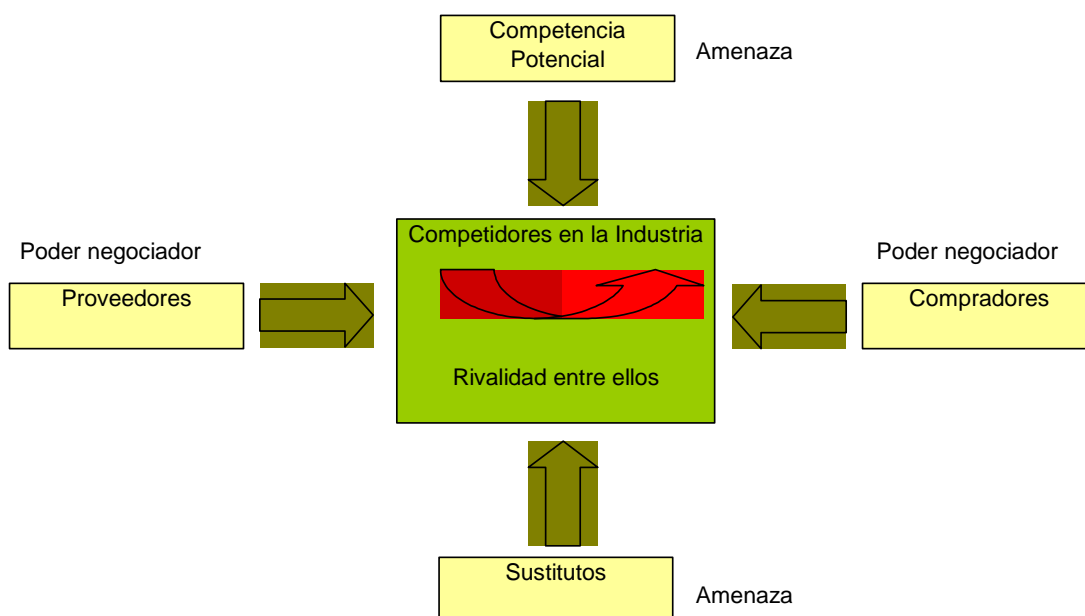 Competencia
Potencial
Amenaza
Competidores en la Industria
Poder negociador
Proveedores
Poder negociador
Compradores
Rivalidad entre ellos
Sustitutos
Amenaza